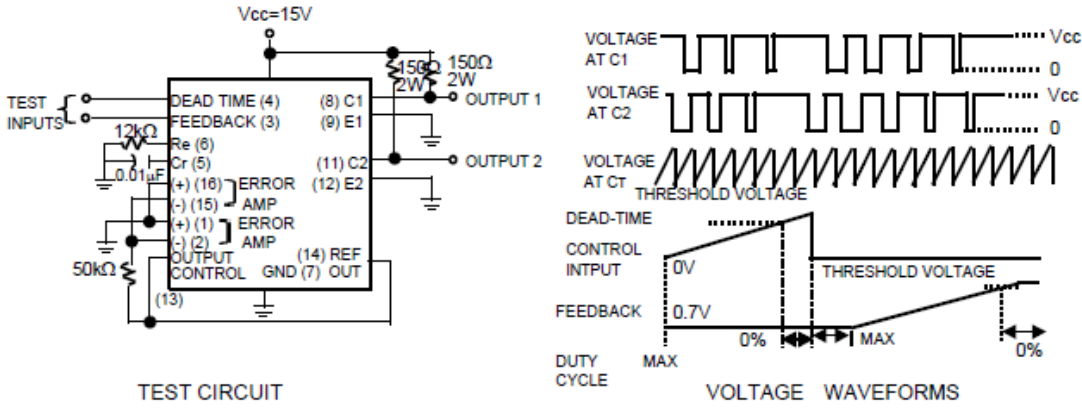 Vcc=15V
150Ω
2W
150Ω
2W
TEST
INPUTS
DEAD TIME (4)
FEEDBACK (3)
12kΩ
Re (6)
Cr (5)
0.01µF
(+) (16)
(-) (15)
ERROR
AMP
(+) (1)
(-) (2)
ERROR
AMP
OUTPUT
CONTROL
50kΩ
(13)
(8) C1
(9) E1
(11) C2
(12) E2
(14) REF
OUT
GND (7)
OUTPUT 1
OUTPUT 2
TEST CIRCUIT
VOLTAGE
AT C1
Vcc
0
VOLTAGE
AT C2
Vcc
0
VOLTAGE
AT CT
THRESHOLD VOLTAGE
DEAD-TIME
CONTROL
INTPUT
0V
THRESHOLD VOLTAGE
FEEDBACK
0.7V
0%
MAX
0%
DUTY
CYCLE
MAX
VOLTAGE WAVEFORMS